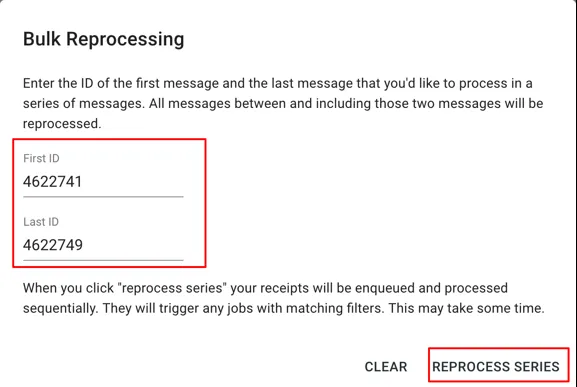 Bulk Reprocessing
Enter the ID of the first message and the last message that you'd like to process in a
series of messages. All messages between and including those two messages will be
reprocessed.
First ID
4622741
Last ID
4622749
When you click "reprocess series" your receipts will be enqueued and processed
sequentially. They will trigger any jobs with matching filters. This may take some time.
CLEAR REPROCESS SERIES